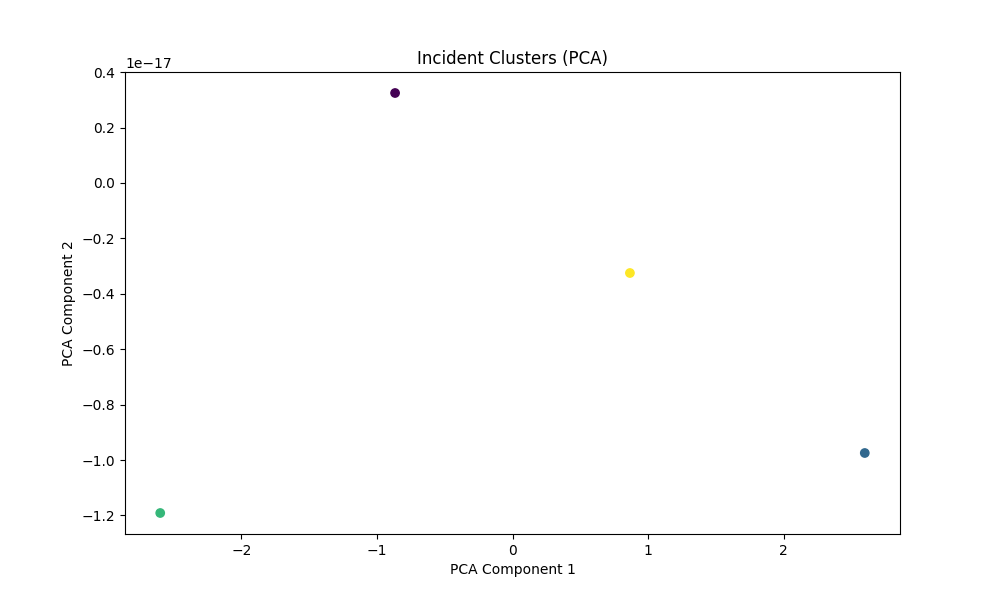 Incident Clusters (PCA)
1e−17
0.4
0.2
0.0
−0.2
−0.4
−0.6
−0.8
−1.0
−1.2
PCA Component 2
−2 −1 0 1 2
PCA Component 1